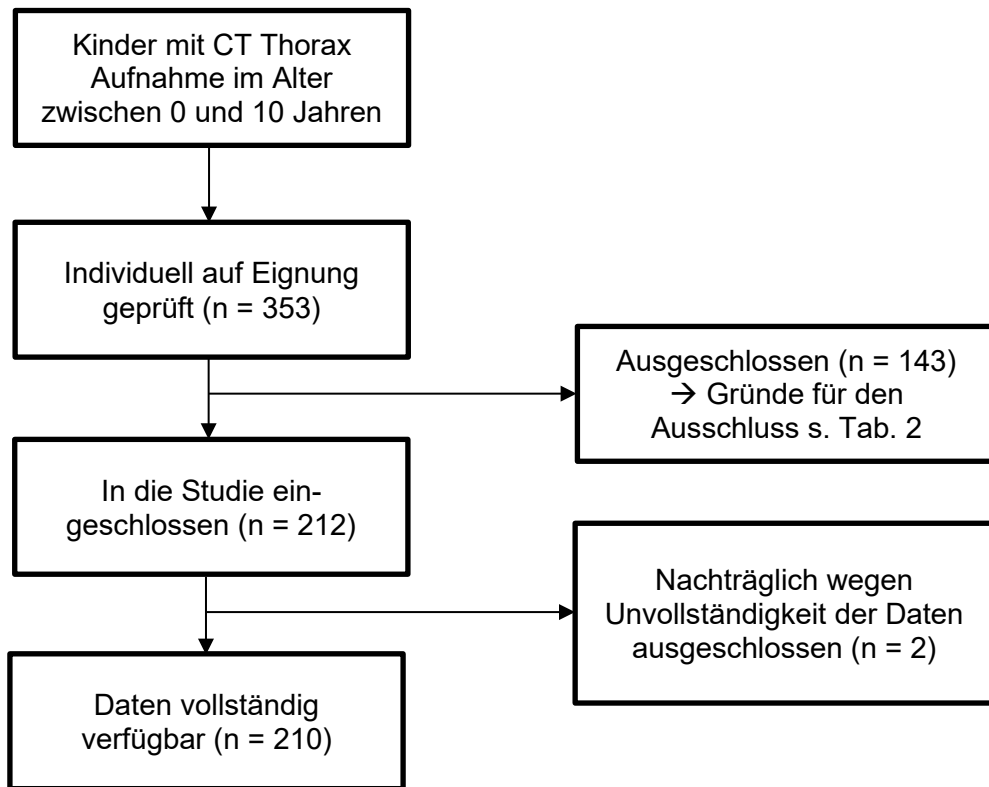 Kinder mit CT Thorax
Aufnahme im Alter
zwischen 0 und 10 Jahren
Individuell auf Eignung
geprüft (n = 353)
Ausgeschlossen (n = 143)
→ Gründe für den
Ausschluss s. Tab. 2
In die Studie ein-
geschlossen (n = 212)
Nachträglich wegen
Unvollständigkeit der Daten
ausgeschlossen (n = 2)
Daten vollständig
verfügbar (n = 210)